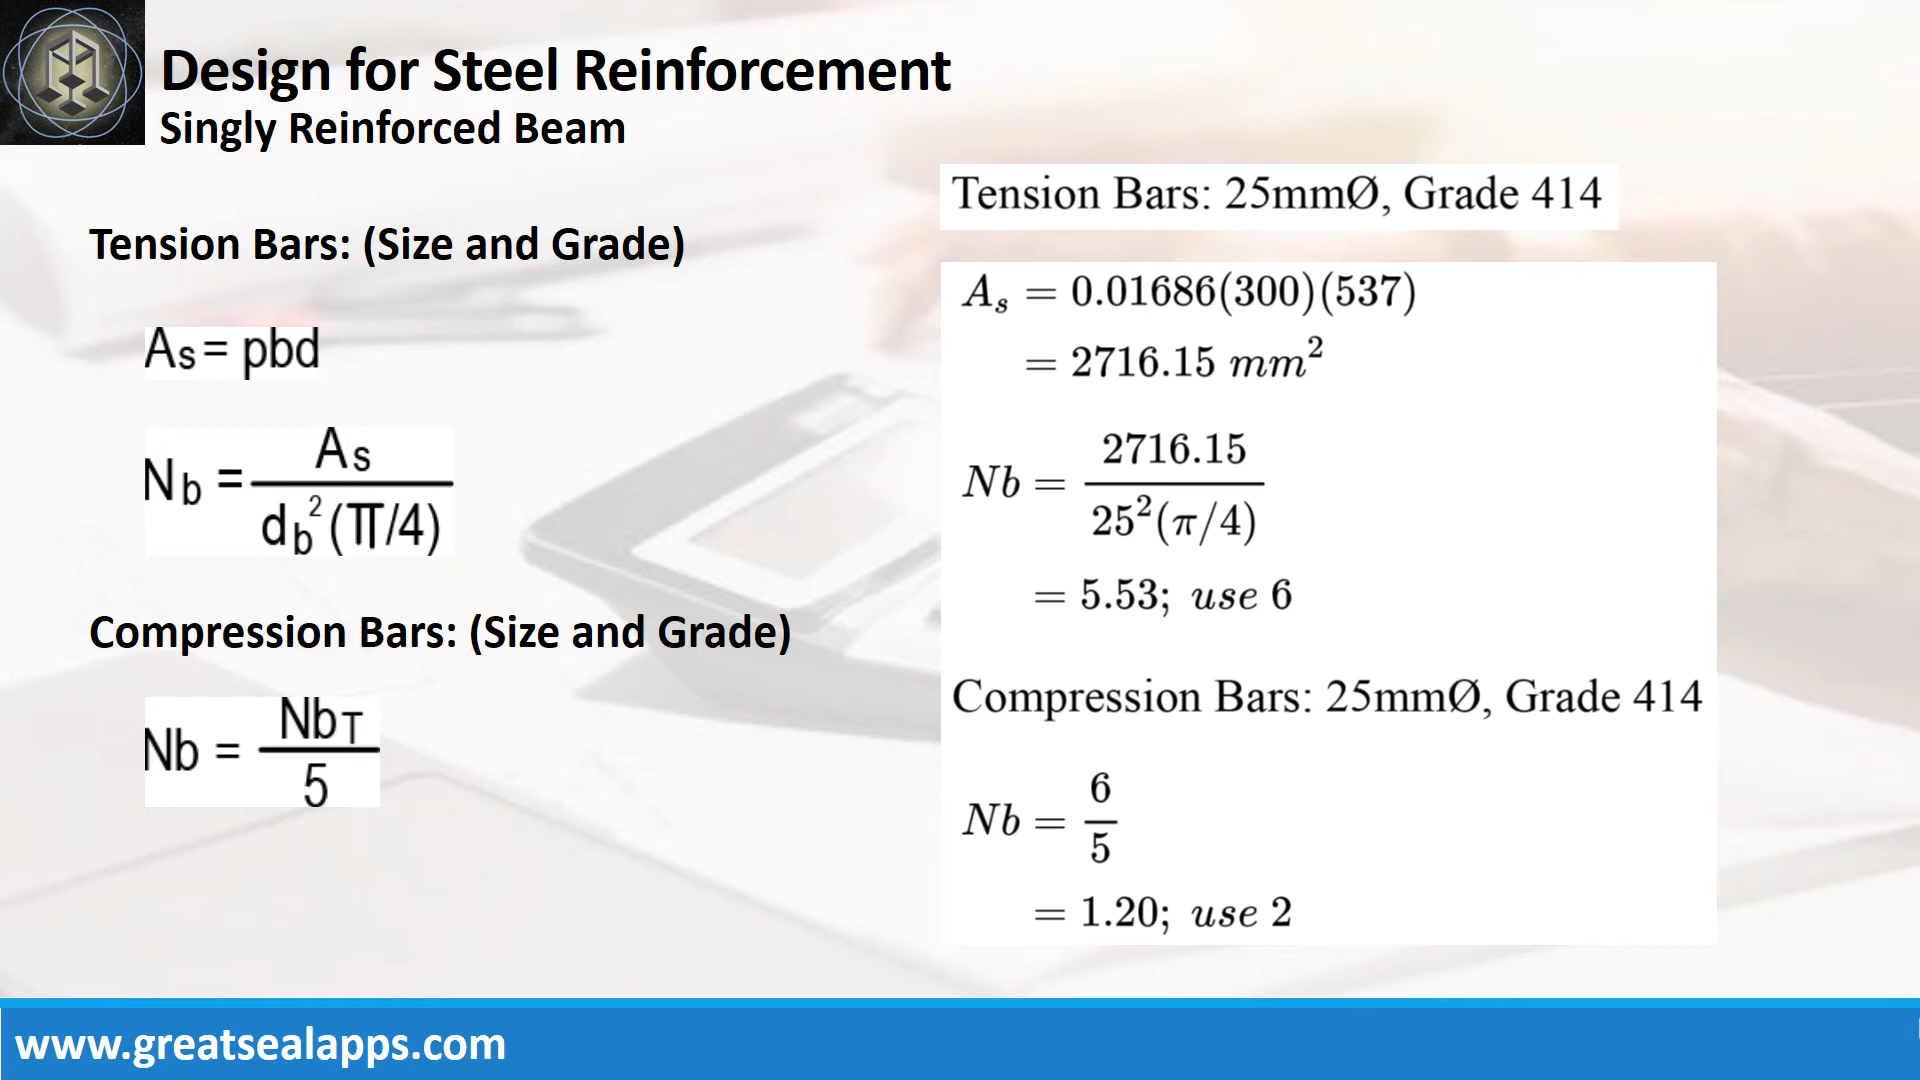 Design for Steel Reinforcement
Singly Reinforced Beam
Tension Bars: (Size and Grade)
As = pbd
Nb = As / db²(π/4)
Compression Bars: (Size and Grade)
Nb = NbT / 5
Tension Bars: 25mmØ, Grade 414
As = 0.01686(300)(537)
= 2716.15 mm²
Nb = 2716.15 / 25²(π/4)
= 5.53; use 6
Compression Bars: 25mmØ, Grade 414
Nb = 6 / 5
= 1.20; use 2
www.greatsealapps.com